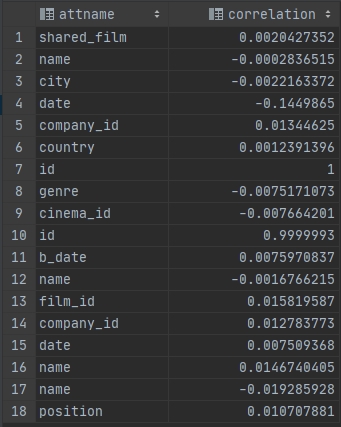 attname correlation
1 shared_film 0.0020427352
2 name -0.0002836515
3 city -0.0022163372
4 date -0.1449865
5 company_id 0.01344625
6 country 0.0012391396
7 id 1
8 genre -0.0075171073
9 cinema_id -0.007664201
10 id 0.9999993
11 b_date 0.0075970837
12 name -0.0016766215
13 film_id 0.015819587
14 company_id 0.012783773
15 date 0.007509368
16 name 0.0146740405
17 name -0.019285928
18 position 0.010707881